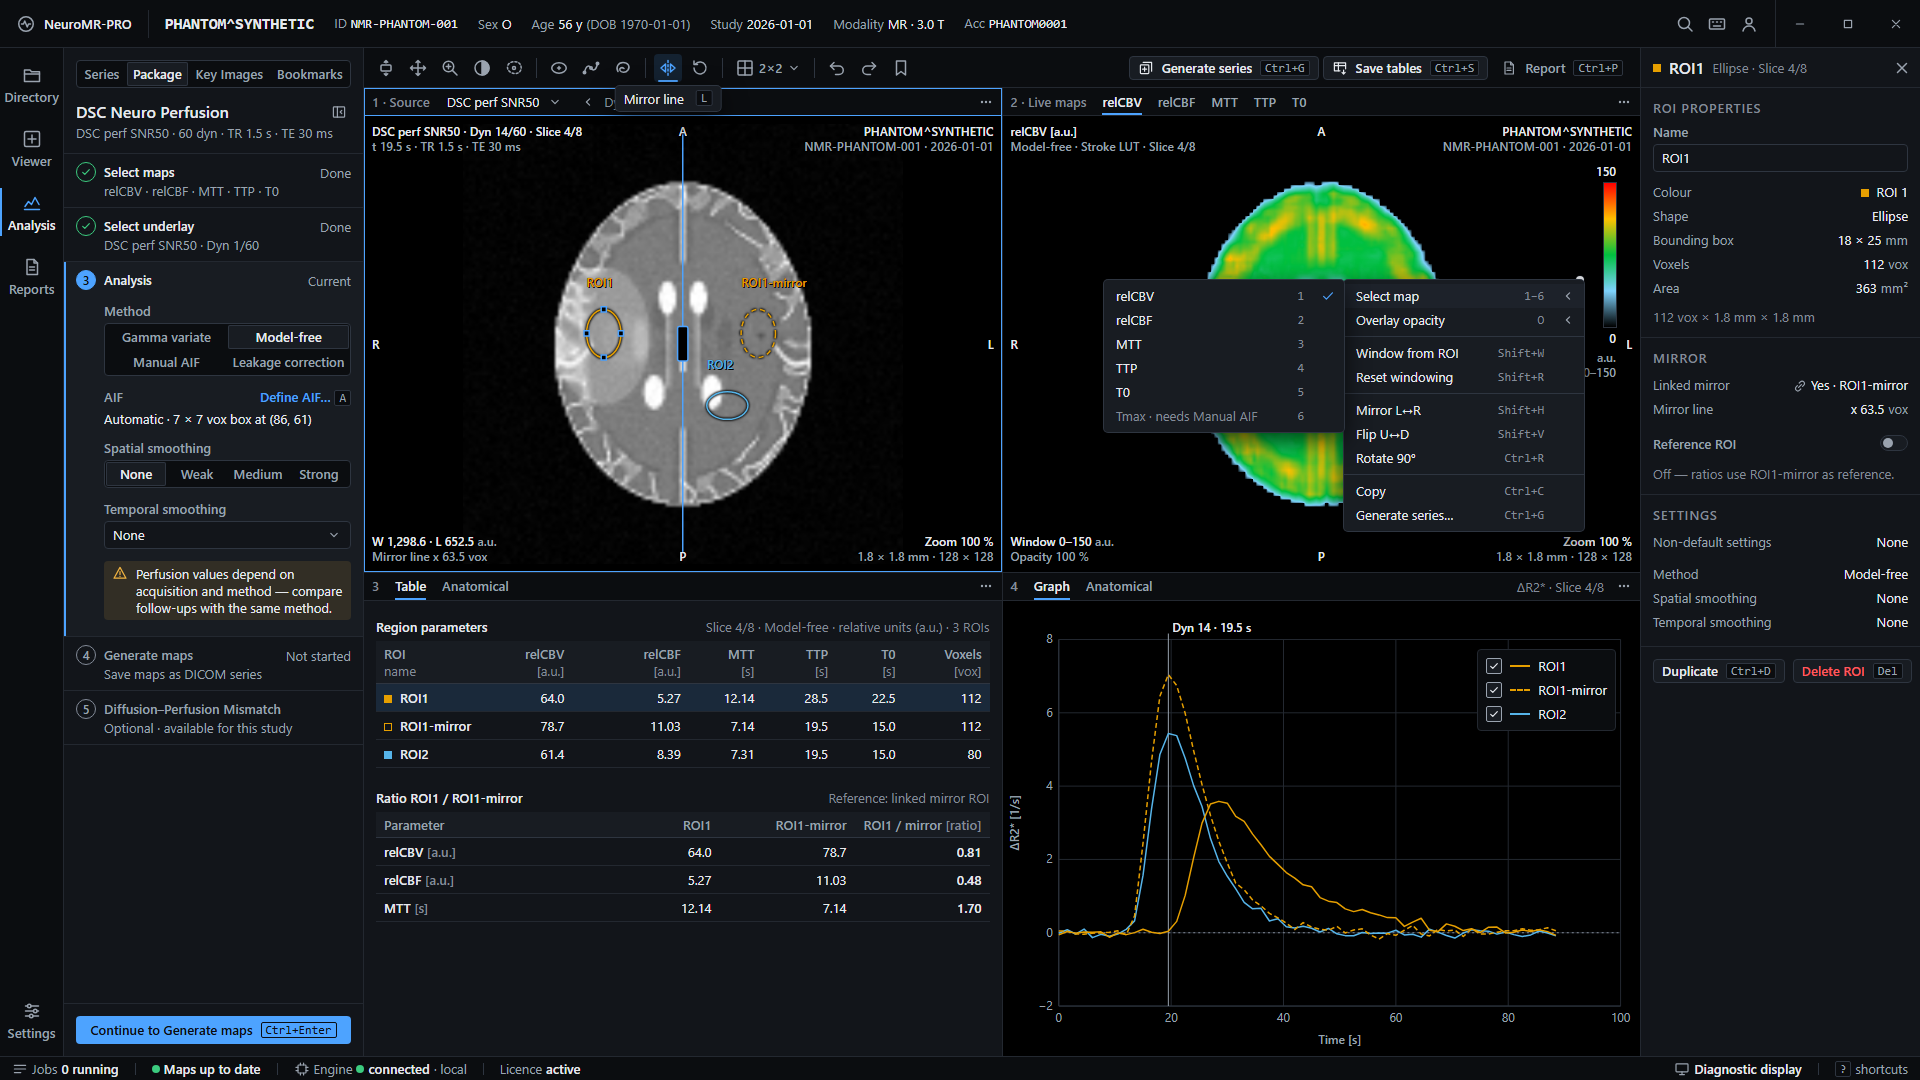 NeuroMR-PRO
PHANTOM^SYNTHETIC
ID NMR-PHANTOM-001
Sex O
Age 56 y (DOB 1970-01-01)
Study 2026-01-01
Modality MR · 3.0 T
Acc PHANTOM0001
Directory
Viewer
Analysis
Reports
Settings
Series Package Key Images Bookmarks
DSC Neuro Perfusion
DSC perf SNR50 · 60 dyn · TR 1.5 s · TE 30 ms
Select maps Done
relCBV · relCBF · MTT · TTP · T0
Select underlay Done
DSC perf SNR50 · Dyn 1/60
3 Analysis Current
Method
Gamma variate Model-free
Manual AIF Leakage correction
AIF Define AIF... A
Automatic · 7 × 7 vox box at (86, 61)
Spatial smoothing
None Weak Medium Strong
Temporal smoothing
None
Perfusion values depend on
acquisition and method — compare
follow-ups with the same method.
4 Generate maps Not started
Save maps as DICOM series
5 Diffusion–Perfusion Mismatch
Optional · available for this study
Continue to Generate maps Ctrl+Enter
2×2
Generate series Ctrl+G
Save tables Ctrl+S
Report Ctrl+P
Mirror line L
1 · Source DSC perf SNR50
DSC perf SNR50 · Dyn 14/60 · Slice 4/8
t 19.5 s · TR 1.5 s · TE 30 ms
A
PHANTOM^SYNTHETIC
NMR-PHANTOM-001 · 2026-01-01
ROI1
ROI1-mirror
R
L
ROI2
W 1,298.6 · L 652.5 a.u.
Mirror line x 63.5 vox
P
Zoom 100 %
1.8 × 1.8 mm · 128 × 128
2 · Live maps relCBV relCBF MTT TTP T0
relCBV [a.u.]
Model-free · Stroke LUT · Slice 4/8
A
PHANTOM^SYNTHETIC
NMR-PHANTOM-001 · 2026-01-01
150
0
a.u.
0–150
R
L
relCBV 1
relCBF 2
MTT 3
TTP 4
T0 5
Tmax · needs Manual AIF 6
Select map 1–6
Overlay opacity O
Window from ROI Shift+W
Reset windowing Shift+R
Mirror L↔R Shift+H
Flip U↔D Shift+V
Rotate 90° Ctrl+R
Copy Ctrl+C
Generate series... Ctrl+G
Window 0–150 a.u.
Opacity 100 %
P
Zoom 100 %
1.8 × 1.8 mm · 128 × 128
3 Table Anatomical
Region parameters
Slice 4/8 · Model-free · relative units (a.u.) · 3 ROIs
ROI relCBV relCBF MTT TTP T0 Voxels
name [a.u.] [a.u.] [s] [s] [s] [vox]
ROI1 64.0 5.27 12.14 28.5 22.5 112
ROI1-mirror 78.7 11.03 7.14 19.5 15.0 112
ROI2 61.4 8.39 7.31 19.5 15.0 80
Ratio ROI1 / ROI1-mirror
Reference: linked mirror ROI
Parameter ROI1 ROI1-mirror ROI1 / mirror [ratio]
relCBV [a.u.] 64.0 78.7 0.81
relCBF [a.u.] 5.27 11.03 0.48
MTT [s] 12.14 7.14 1.70
4 Graph Anatomical
ΔR2* · Slice 4/8
Dyn 14 · 19.5 s
ROI1
ROI1-mirror
ROI2
8
6
4
2
0
−2
ΔR2* [1/s]
0 20 40 60 80 100
Time [s]
ROI1 Ellipse · Slice 4/8
ROI PROPERTIES
Name
ROI1
Colour ROI 1
Shape Ellipse
Bounding box 18 × 25 mm
Voxels 112 vox
Area 363 mm²
112 vox × 1.8 mm × 1.8 mm
MIRROR
Linked mirror Yes · ROI1-mirror
Mirror line x 63.5 vox
Reference ROI
Off — ratios use ROI1-mirror as reference.
SETTINGS
Non-default settings None
Method Model-free
Spatial smoothing None
Temporal smoothing None
Duplicate Ctrl+D
Delete ROI Del
Jobs 0 running
Maps up to date
Engine connected · local
Licence active
Diagnostic display
? shortcuts